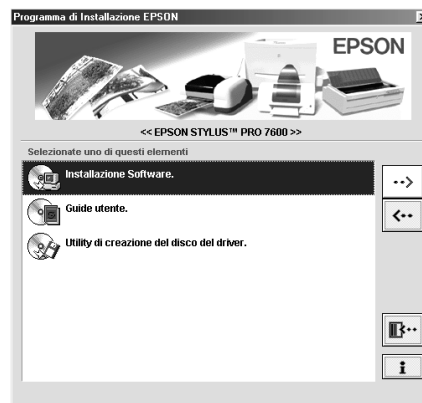 Programma di Installazione EPSON
EPSON
<< EPSON STYLUS™ PRO 7600 >>
Selezionate uno di questi elementi
Installazione Software.
Guide utente.
Utility di creazione del disco del driver.